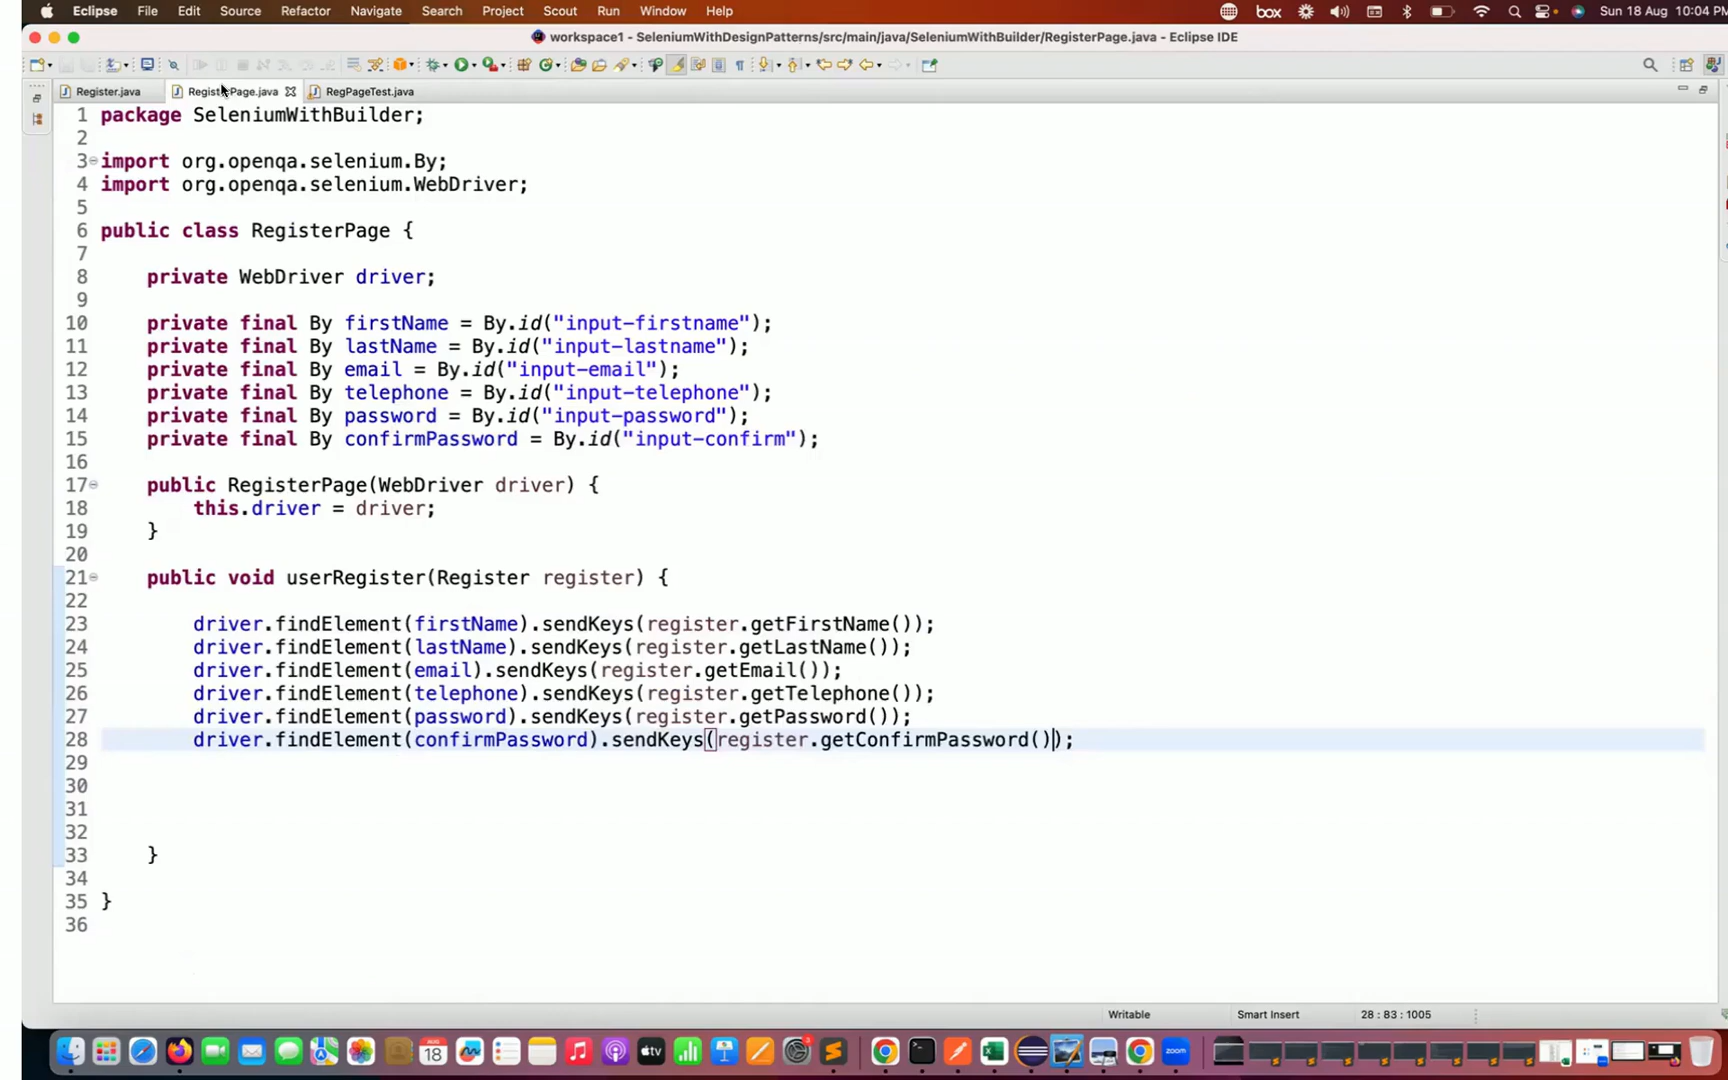 Eclipse File Edit Source Refactor Navigate Search Project Scout Run Window Help box Sun 18 Aug 10:04 PM
workspace1 - SeleniumWithDesignPatterns/src/main/java/SeleniumWithBuilder/RegisterPage.java - Eclipse IDE
Register.java RegisterPage.java RegPageTest.java
1 package SeleniumWithBuilder;
2
3 import org.openqa.selenium.By;
4 import org.openqa.selenium.WebDriver;
5
6 public class RegisterPage {
7
8 private WebDriver driver;
9
10 private final By firstName = By.id("input-firstname");
11 private final By lastName = By.id("input-lastname");
12 private final By email = By.id("input-email");
13 private final By telephone = By.id("input-telephone");
14 private final By password = By.id("input-password");
15 private final By confirmPassword = By.id("input-confirm");
16
17 public RegisterPage(WebDriver driver) {
18 this.driver = driver;
19 }
20
21 public void userRegister(Register register) {
22
23 driver.findElement(firstName).sendKeys(register.getFirstName());
24 driver.findElement(lastName).sendKeys(register.getLastName());
25 driver.findElement(email).sendKeys(register.getEmail());
26 driver.findElement(telephone).sendKeys(register.getTelephone());
27 driver.findElement(password).sendKeys(register.getPassword());
28 driver.findElement(confirmPassword).sendKeys(register.getConfirmPassword());
29
30
31
32
33 }
34
35 }
36
Writable Smart Insert 28 : 83 : 1005
18 tv zoom